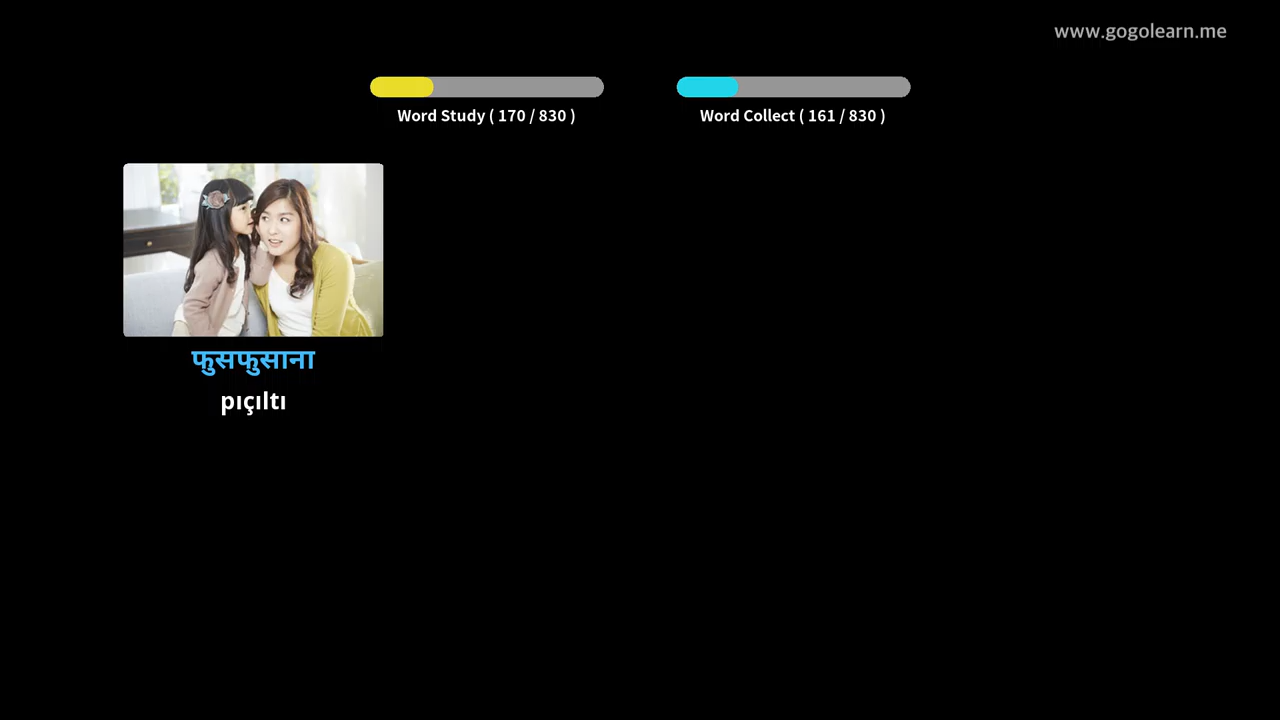 www.gogolearn.me
Word Study ( 170 / 830 )
Word Collect ( 161 / 830 )
फुसफुसाना
pıçıltı